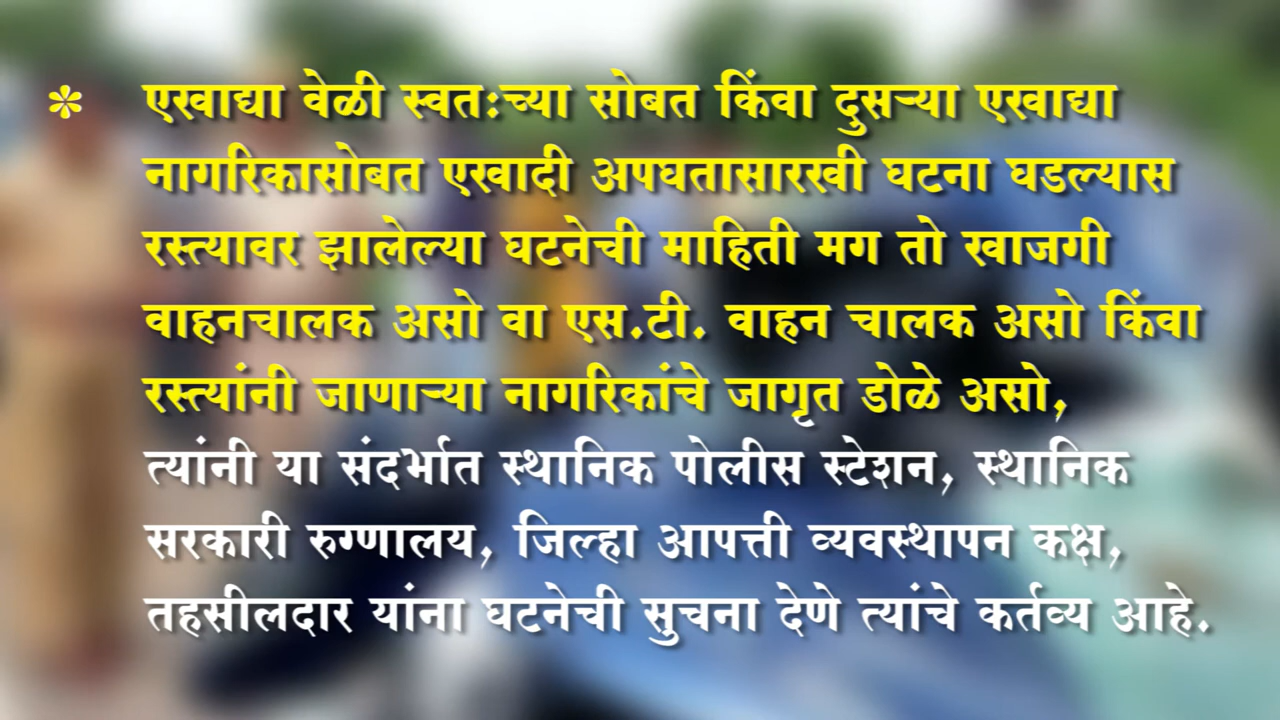 * एखाद्या वेळी स्वतःच्या सोबत किंवा दुसऱ्या एखाद्या
नागरिकासोबत एखादी अपघतासारखी घटना घडल्यास
रस्त्यावर झालेल्या घटनेची माहिती मग तो खाजगी
वाहनचालक असो वा एस.टी. वाहन चालक असो किंवा
रस्त्यांनी जाणाऱ्या नागरिकांचे जागृत डोळे असो,
त्यांनी या संदर्भात स्थानिक पोलीस स्टेशन, स्थानिक
सरकारी रुग्णालय, जिल्हा आपत्ती व्यवस्थापन कक्ष,
तहसीलदार यांना घटनेची सुचना देणे त्यांचे कर्तव्य आहे.